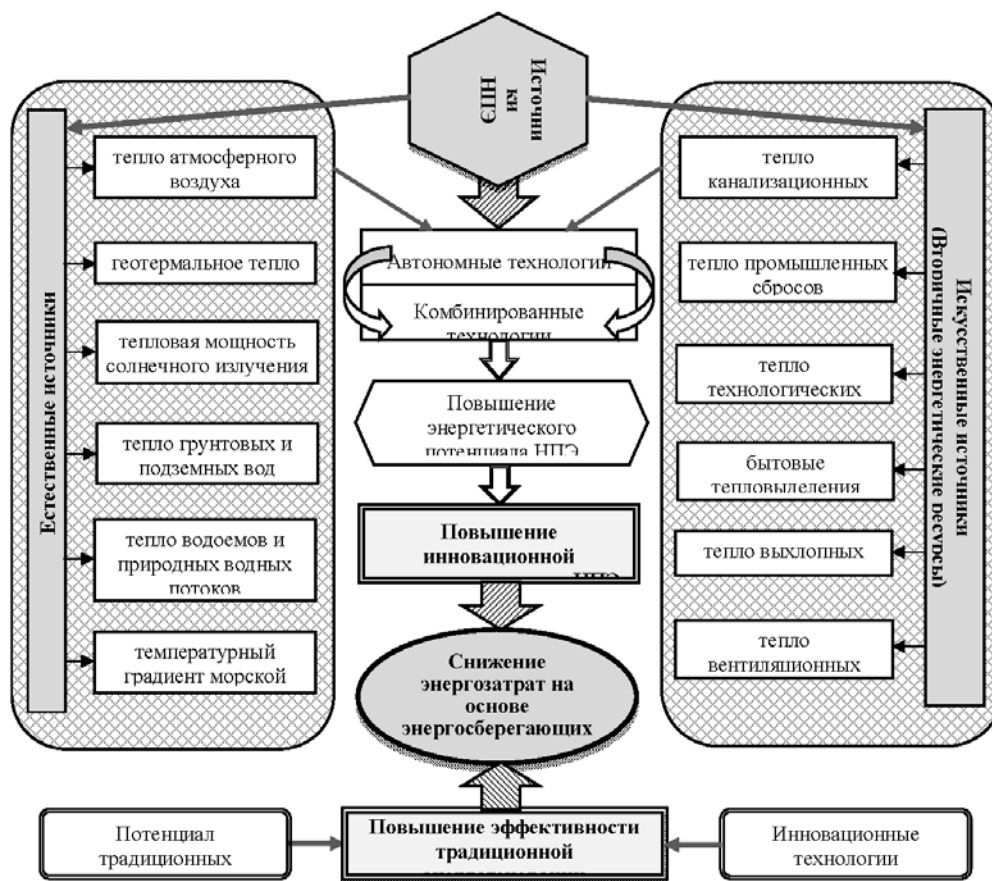 Источни
ки
НПЭ
Естественные источники
тепло атмосферного
воздуха
геотермальное тепло
тепловая мощность
солнечного излучения
тепло грунтовых и
подземных вод
тепло водоемов и
природных водных
потоков
температурный
градиент морской
Автономные технологии
Комбинированные
технологии
Повышение
энергетического
потенциала НПЭ
Повышение
инновационной
НПЭ
Снижение
энергозатрат на
основе
энергосберегающих
Искусственные источники
(Вторичные энергетические ресурсы)
тепло
канализационных
тепло промышленных
сбросов
тепло
технологических
бытовые
тепловыделения
тепло выхлопных
тепло
вентиляционных
Потенциал
традиционных
Повышение эффективности
традиционной
Инновационные
технологии